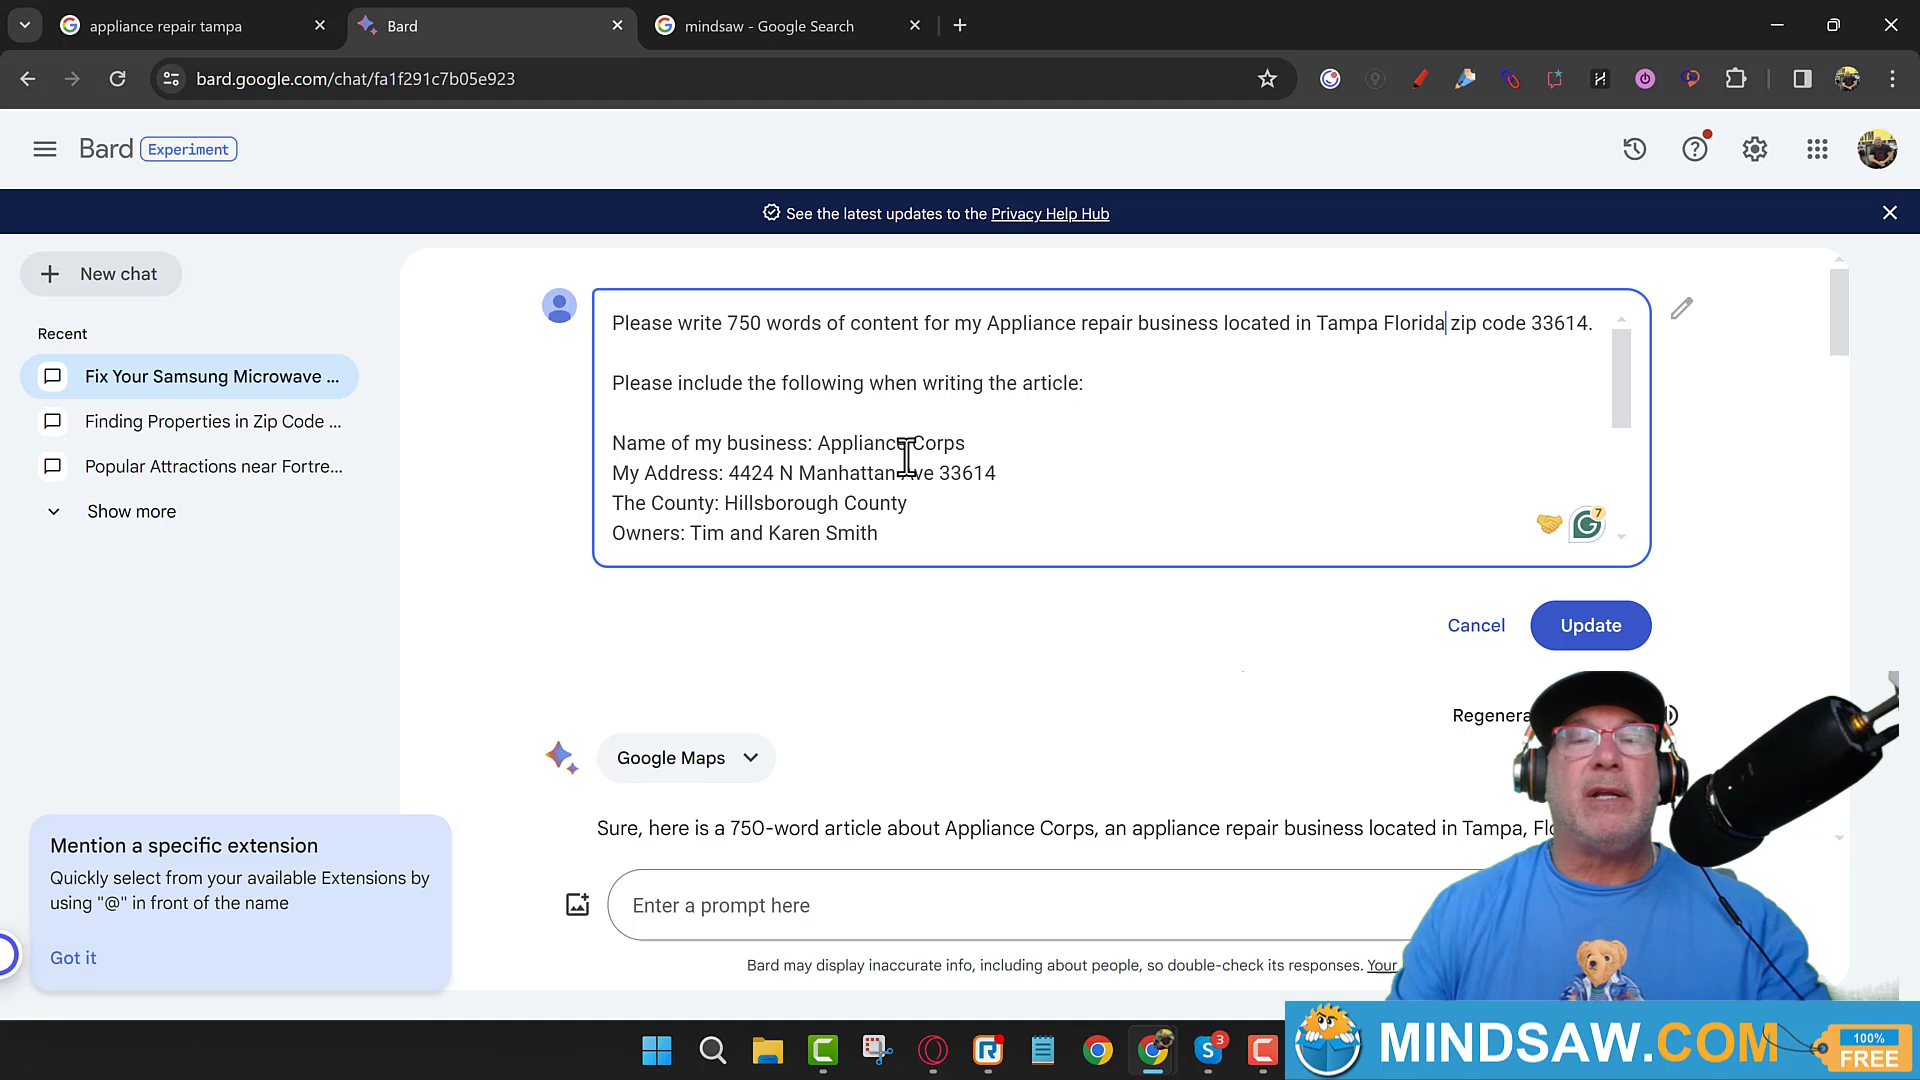 appliance repair tampa
Bard
mindsaw - Google Search
bard.google.com/chat/fa1f291c7b05e923
Bard
Experiment
See the latest updates to the Privacy Help Hub
New chat
Recent
Fix Your Samsung Microwave ...
Finding Properties in Zip Code ...
Popular Attractions near Fortre...
Show more
Please write 750 words of content for my Appliance repair business located in Tampa Florida zip code 33614.
Please include the following when writing the article:
Name of my business: Appliance Corps
My Address: 4424 N Manhattan Ave 33614
The County: Hillsborough County
Owners: Tim and Karen Smith
7
Cancel
Update
Regenera
Google Maps
Sure, here is a 750-word article about Appliance Corps, an appliance repair business located in Tampa, Flo
Mention a specific extension
Quickly select from your available Extensions by
using "@" in front of the name
Got it
Enter a prompt here
Bard may display inaccurate info, including about people, so double-check its responses. Your
3
MINDSAW.COM
100%
FREE